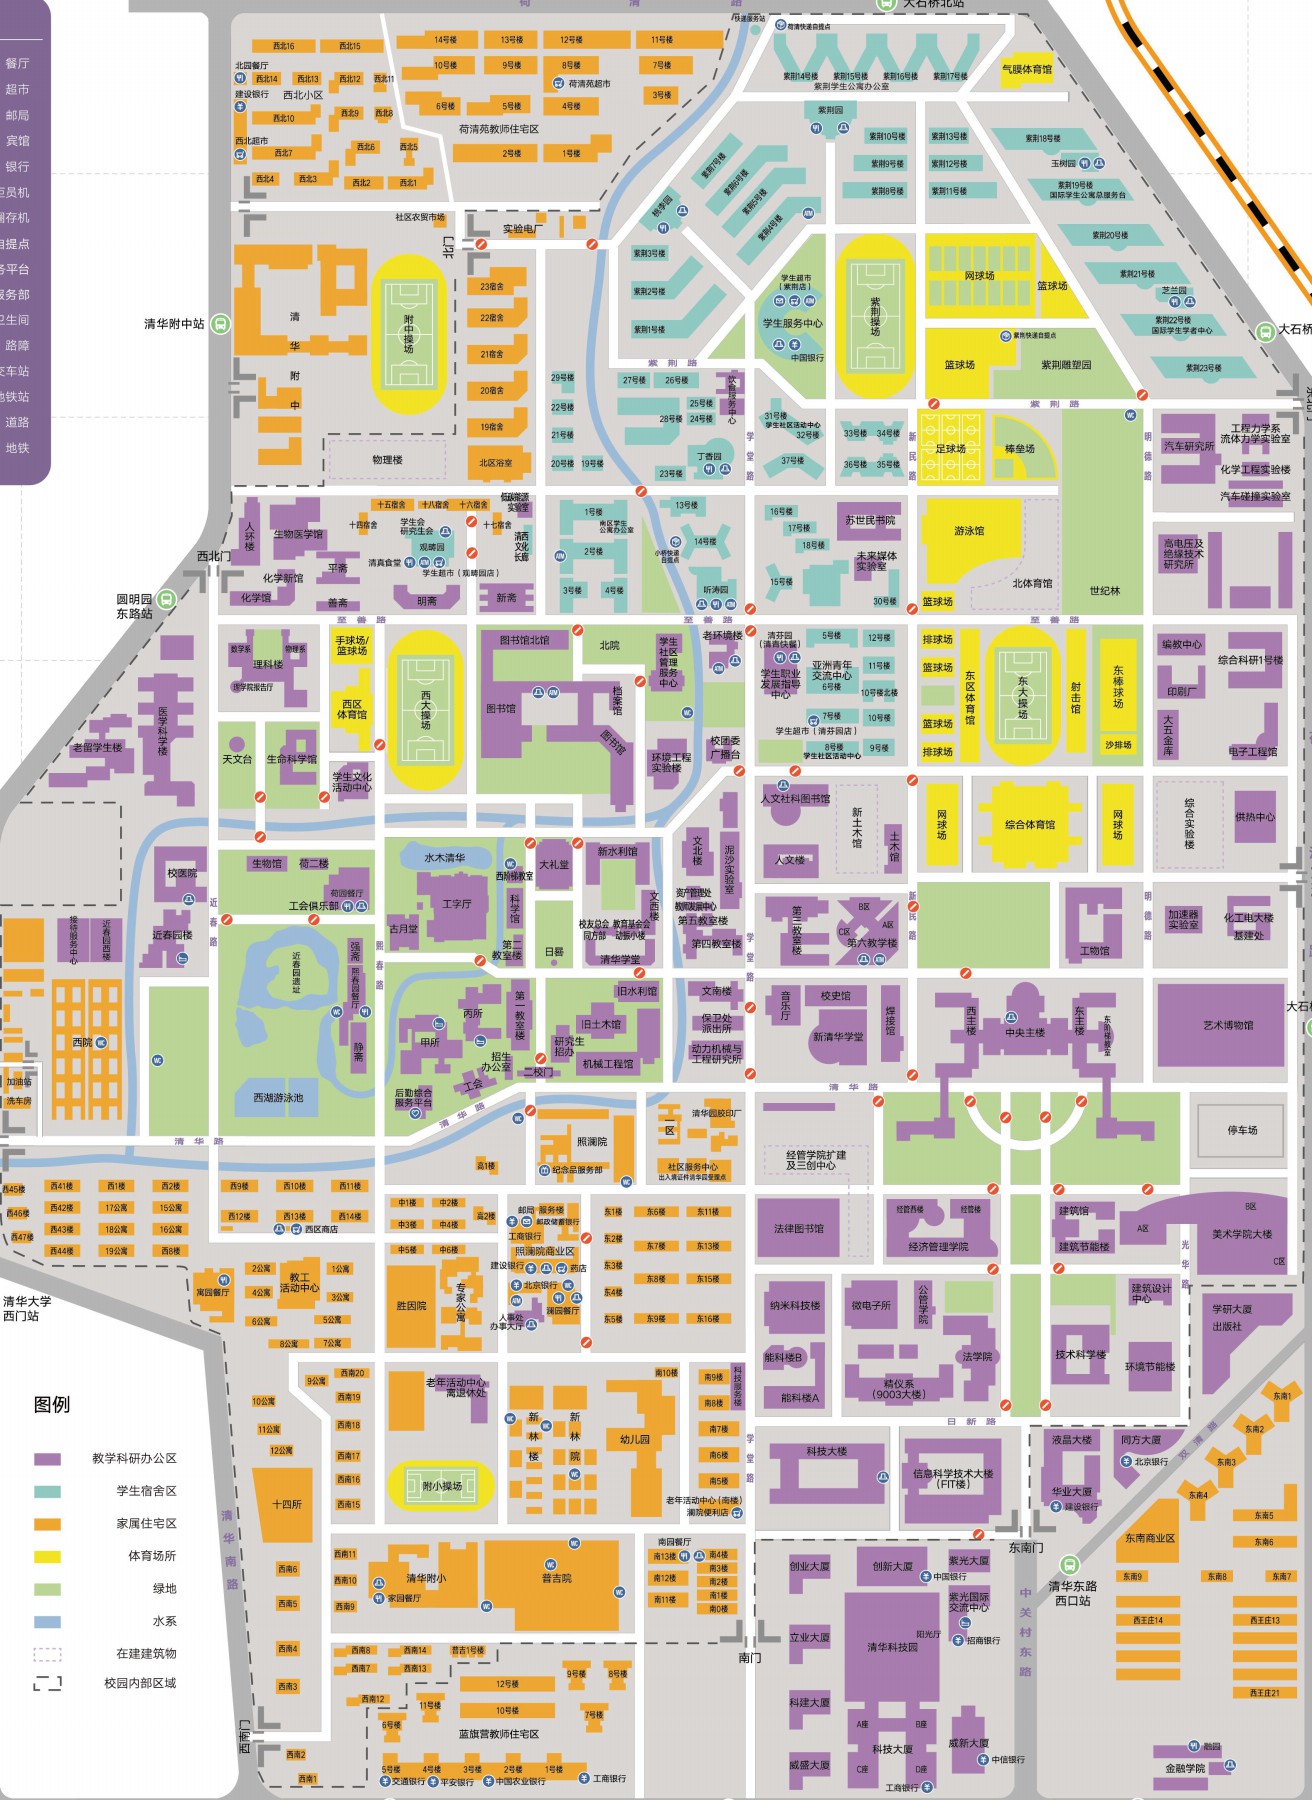 荷 清 路
大石桥北站
餐厅
超市
邮局
宾馆
银行
自提点
服务部
卫生间
路障
公交车站
地铁站
道路
地铁
快递服务站
荷清快递自提点
西北16
西北15
14号楼
13号楼
12号楼
11号楼
北园餐厅
西北14
西北13
西北12
西北11
10号楼
9号楼
8号楼
7号楼
荷清苑超市
建设银行
西北小区
3号楼
6号楼
5号楼
4号楼
西北10
西北9
西北8
荷清苑教师住宅区
西北超市
西北7
西北6
西北5
2号楼
1号楼
西北4
西北3
西北2
西北1
紫荆14号楼
紫荆15号楼
紫荆16号楼
紫荆17号楼
紫荆学生公寓办公室
气膜体育馆
紫荆园
紫荆10号楼
紫荆13号楼
紫荆18号楼
紫荆7号楼
紫荆6号楼
紫荆5号楼
紫荆4号楼
紫荆9号楼
紫荆12号楼
玉树园
紫荆8号楼
紫荆11号楼
紫荆19号楼
国际学生公寓总服务台
桃李园
紫荆20号楼
社区农贸市场
实验电厂
北门
紫荆3号楼
紫荆2号楼
紫荆1号楼
学生超市
(紫荆店)
学生服务中心
中国银行
紫荆操场
网球场
篮球场
紫荆21号楼
芝兰园
紫荆22号楼
国际学生学者中心
紫荆23号楼
大石桥
清华附中站
清华附中
附中操场
23宿舍
22宿舍
21宿舍
20宿舍
19宿舍
北区浴室
物理楼
紫荆快递自提点
篮球场
紫荆雕塑园
紫 荆 路
紫 荆 路
29号楼
27号楼
26号楼
饮食服务中心
22号楼
25号楼
28号楼
24号楼
21号楼
20号楼
19号楼
丁香园
23号楼
31号楼
学生社区活动中心
32号楼
33号楼
34号楼
37号楼
36号楼
35号楼
学堂路
新民路
明德路
足球场
棒垒球场
汽车研究所
工程力学系
流体力学实验室
化学工程实验楼
汽车碰撞实验室
东北门
人环楼
生物医学馆
化学新馆
化学馆
平斋
善斋
明斋
新斋
十五宿舍
十八宿舍
十六宿舍
十四宿舍
十七宿舍
低碳能源
实验室
学生会
研究生会
观畴园
清真食堂
学生超市(观畴园店)
清西文化长廊
1号楼
南区学生
公寓办公室
2号楼
3号楼
4号楼
13号楼
14号楼
小桥快递
自提点
听涛园
16号楼
17号楼
18号楼
15号楼
苏世民书院
未来媒体
实验室
30号楼
游泳馆
北体育馆
篮球场
世纪林
高电压及
绝缘技术
研究所
西北门
圆明园
东路站
至 善 路
至 善 路
至 善 路
数学系
物理系
理科楼
理学院报告厅
手球场/
篮球场
西区
体育馆
西大操场
图书馆北馆
图书馆
北院
档案馆
图书馆
学生
社区
管理
服务
中心
老环境楼
环境工程
实验楼
校团委
广播台
清芬园
(清青快餐)
学生职业
发展指导
中心
5号楼
12号楼
亚洲青年
交流中心
6号楼
11号楼
10号楼北楼
7号楼
10号楼
学生超市(清芬园店)
8号楼
9号楼
学生社区活动中心
排球场
篮球场
篮球场
排球场
东区体育馆
东大操场
射击馆
东棒球场
沙排场
编教中心
综合科研1号楼
印刷厂
大五金库
电子工程馆
老留学生楼
医学科学楼
天文台
生命科学馆
学生文化
活动中心
人文社科图书馆
新土木馆
土木馆
人文楼
网球场
综合体育馆
网球场
综合实验楼
供热中心
校医院
生物馆
荷二楼
荷园餐厅
工会俱乐部
水木清华
工字厅
古月堂
西阶梯教室
大礼堂
科学馆
第二
教室楼
日晷
新水利馆
文北楼
泥沙实验室
文西楼
资产管理处
教师发展中心
第五教室楼
第四教室楼
校友总会
同方部
教育基金会
动振小楼
清华学堂
第三教室楼
B区
A区
C区
第六教学楼
工物馆
加速器
实验室
化工电大楼
基建处
接待服务中心
近春园西楼
近春园楼
近春路
熙春路
学堂路
新民路
明德路
近春园遗址
强斋
熙春园餐厅
静斋
西湖游泳池
西院
加油站
洗车房
第一教室楼
丙所
甲所
招生
办公室
工会
后勤综合
服务平台
二校门
旧水利馆
旧土木馆
研究生
招办
机械工程馆
文南楼
保卫处
派出所
动力机械与
工程研究所
音乐厅
校史馆
新清华学堂
焊接馆
西主楼
中央主楼
东主楼
东阶梯教室
艺术博物馆
清 华 路
清 华 路
清 华 路
照澜院
纪念品服务部
一区
清华园胶印厂
社区服务中心
出入滞证件清华园受理点
经管学院扩建
及三创中心
停车场
高1楼
西45楼
西46楼
西47楼
西41楼
西42楼
西43楼
西44楼
西1楼
17公寓
18公寓
19公寓
西2楼
15公寓
16公寓
西8楼
西9楼
西10楼
西11楼
西12楼
西13楼
西14楼
西区商店
中1楼
中2楼
中3楼
中4楼
高2楼
中5楼
中6楼
邮局
服务楼
邮政储蓄银行
工商银行
照澜院商业区
建设银行
药店
北京银行
澜园餐厅
人事处
办事大厅
东1楼
东2楼
东3楼
东4楼
东5楼
东6楼
东7楼
东8楼
东9楼
东11楼
东13楼
东15楼
东16楼
法律图书馆
经管西楼
经管楼
经济管理学院
建筑馆
建筑节能楼
A区
B区
C区
美术学院大楼
光华路
清华大学
西门站
寓园餐厅
2公寓
4公寓
6公寓
8公寓
教工
活动中心
1公寓
3公寓
5公寓
7公寓
胜因院
专家公寓
纳米科技楼
微电子所
公管学院
能科楼B
能科楼A
精仪系
(9003大楼)
法学院
建筑设计
中心
技术科学楼
环境节能楼
学研大厦
出版社
图例
教学科研办公区
学生宿舍区
家属住宅区
体育场所
绿地
水系
在建建筑物
校园内部区域
9公寓
10公寓
11公寓
12公寓
十四所
西南20
西南19
西南18
西南17
西南16
西南15
西南11
西南10
西南9
老年活动中心
离退休处
附小操场
新林楼
新林院
幼儿园
南10楼
南9楼
南8楼
南7楼
南6楼
南5楼
科技服务楼
老年活动中心(南楼)
澜园便利店
日 新 路
学堂路
科技大楼
信息科学技术大楼
(FIT楼)
液晶大楼
同方大厦
北京银行
华业大厦
建设银行
双清路
东南1
东南2
东南3
东南4
东南商业区
东南5
东南6
东南7
东南8
东南9
东南门
清华东路
西口站
中关村东路
西王庄14
西王庄13
西王庄21
清华南路
西南6
西南5
西南4
西南3
西南2
西南1
西南门
清华附小
家园餐厅
普吉院
南园餐厅
南13楼
南12楼
南11楼
南4楼
南3楼
南2楼
南1楼
南0楼
南门
创业大厦
创新大厦
中国银行
紫光大厦
紫光国际
交流中心
招商银行
立业大厦
清华科技园
阳光厅
科建大厦
威盛大厦
A座
B座
科技大厦
C座
D座
工商银行
威新大厦
中信银行
融园
金融学院
西南8
西南7
西南14
西南13
西南12
普吉1号楼
12号楼
11号楼
10号楼
9号楼
8号楼
7号楼
6号楼
蓝旗营教师住宅区
5号楼
4号楼
3号楼
2号楼
1号楼
交通银行
平安银行
中国农业银行
工商银行